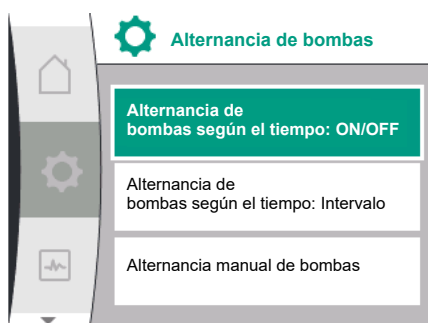 Alternancia de bombas
Alternancia de
bombas según el tiempo: ON/OFF
Alternancia de
bombas según el tiempo: Intervalo
Alternancia manual de bombas